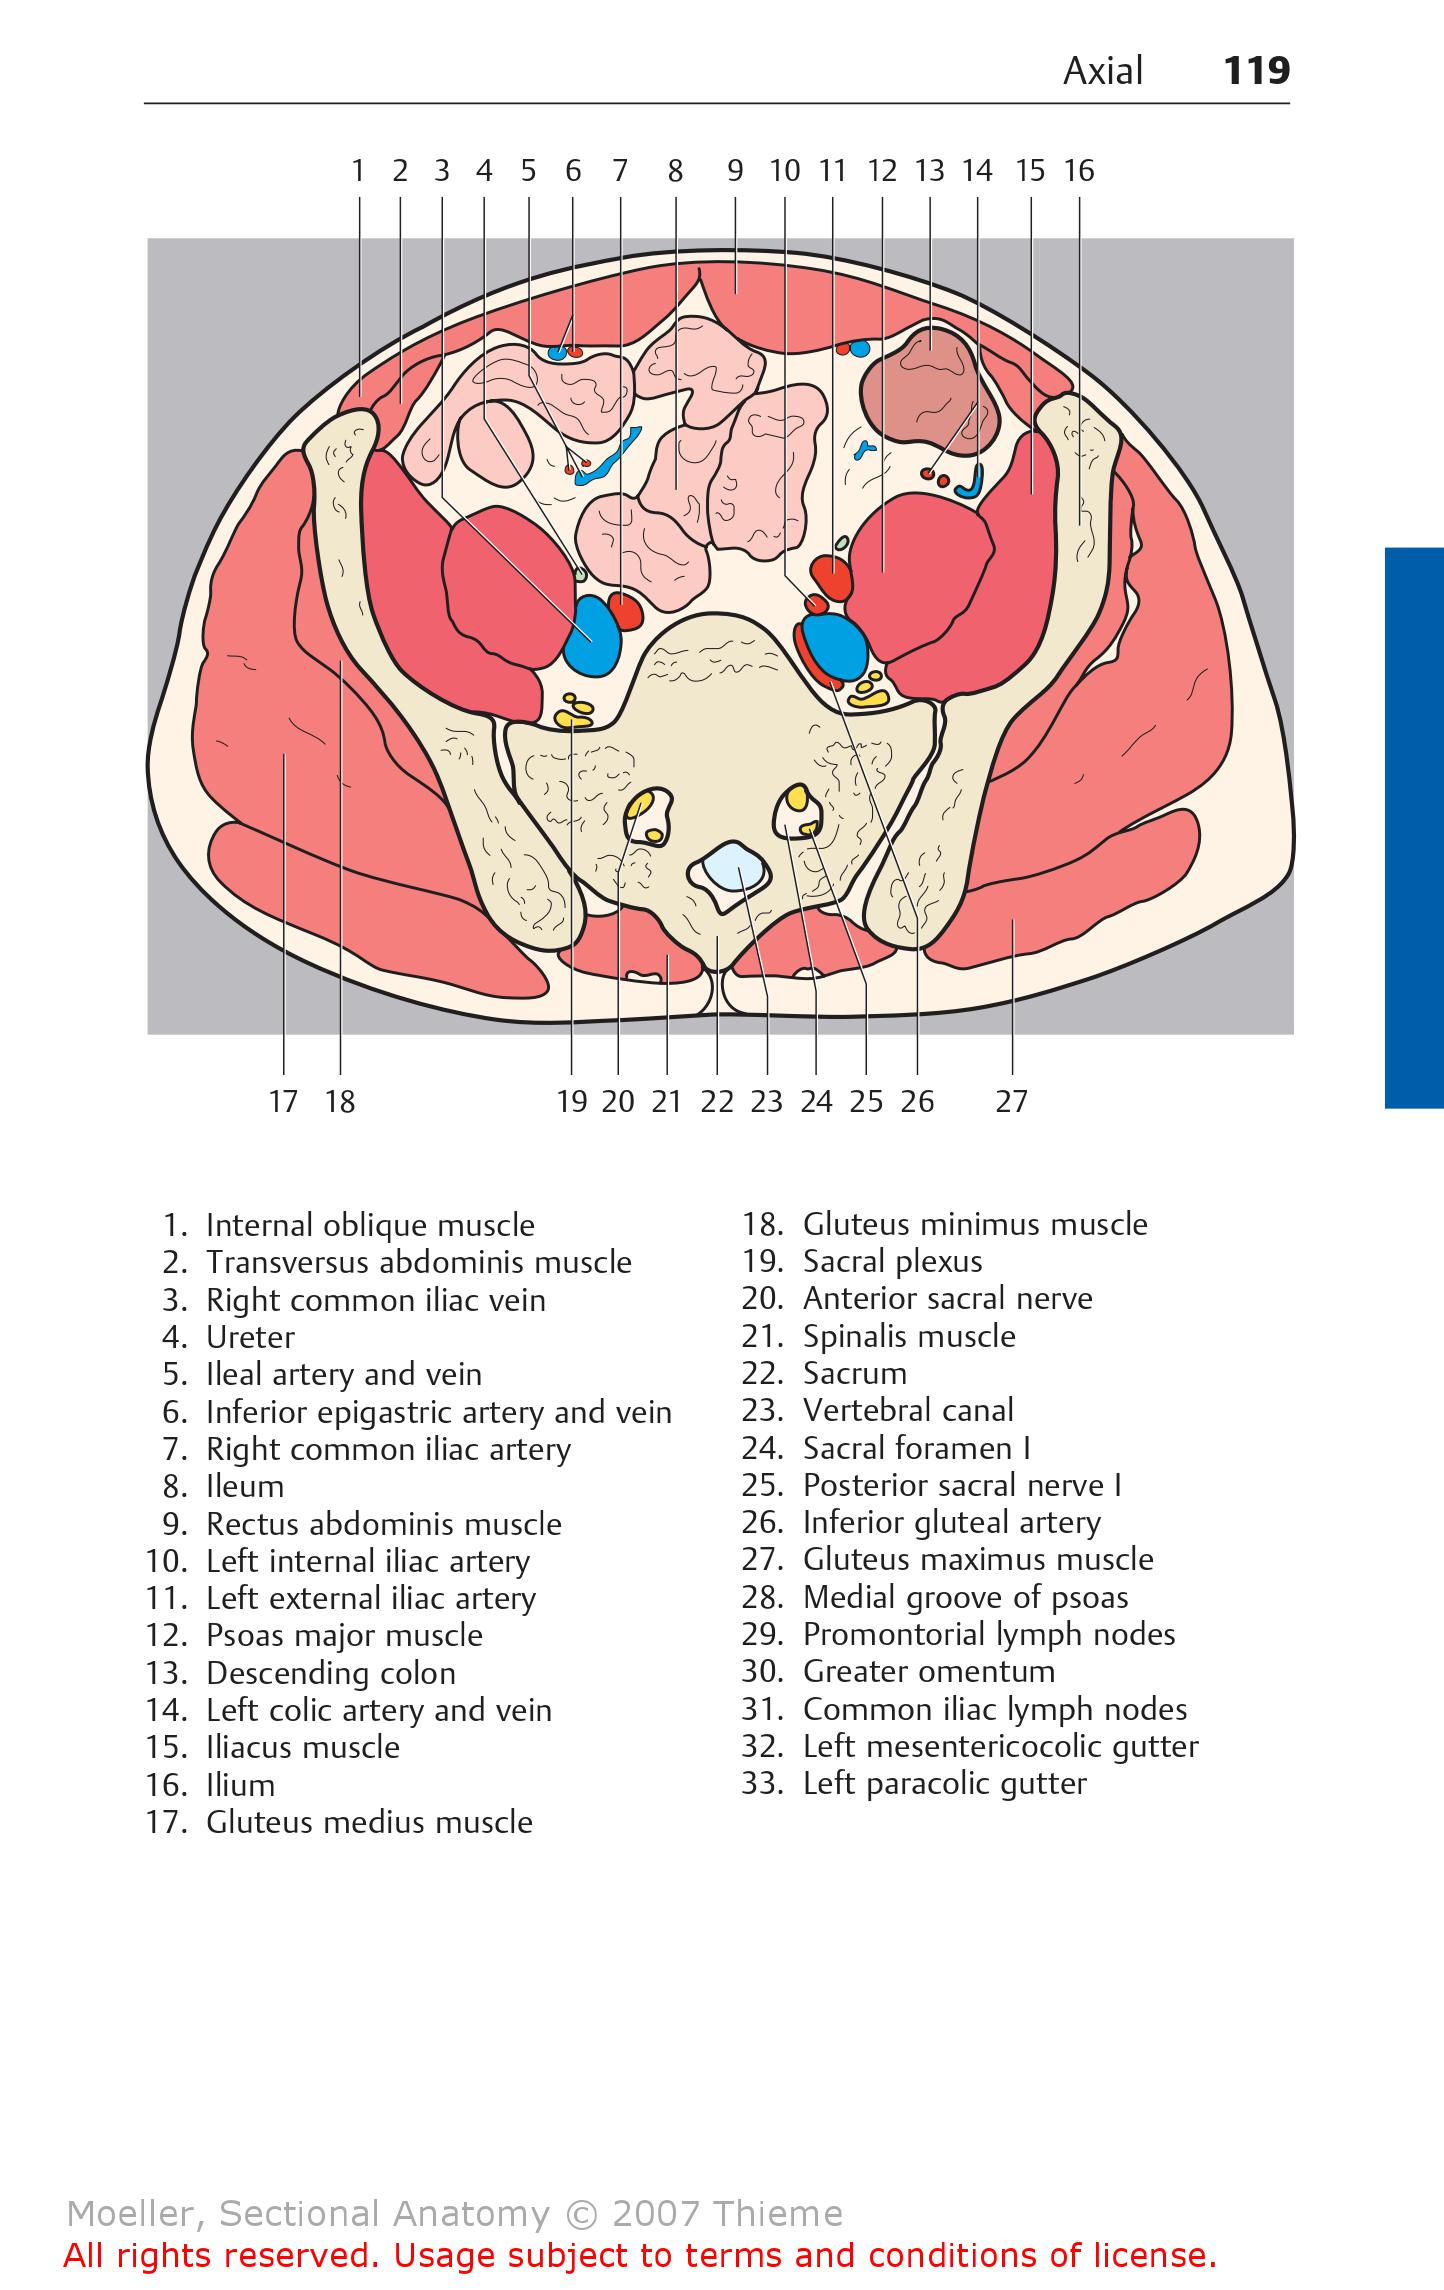 Axial 119
1 2 3 4 5 6 7 8 9 10 11 12 13 14 15 16
17 18 19 20 21 22 23 24 25 26 27
1. Internal oblique muscle
2. Transversus abdominis muscle
3. Right common iliac vein
4. Ureter
5. Ileal artery and vein
6. Inferior epigastric artery and vein
7. Right common iliac artery
8. Ileum
9. Rectus abdominis muscle
10. Left internal iliac artery
11. Left external iliac artery
12. Psoas major muscle
13. Descending colon
14. Left colic artery and vein
15. Iliacus muscle
16. Ilium
17. Gluteus medius muscle
18. Gluteus minimus muscle
19. Sacral plexus
20. Anterior sacral nerve
21. Spinalis muscle
22. Sacrum
23. Vertebral canal
24. Sacral foramen I
25. Posterior sacral nerve I
26. Inferior gluteal artery
27. Gluteus maximus muscle
28. Medial groove of psoas
29. Promontorial lymph nodes
30. Greater omentum
31. Common iliac lymph nodes
32. Left mesentericocolic gutter
33. Left paracolic gutter
Moeller, Sectional Anatomy © 2007 Thieme
All rights reserved. Usage subject to terms and conditions of license.